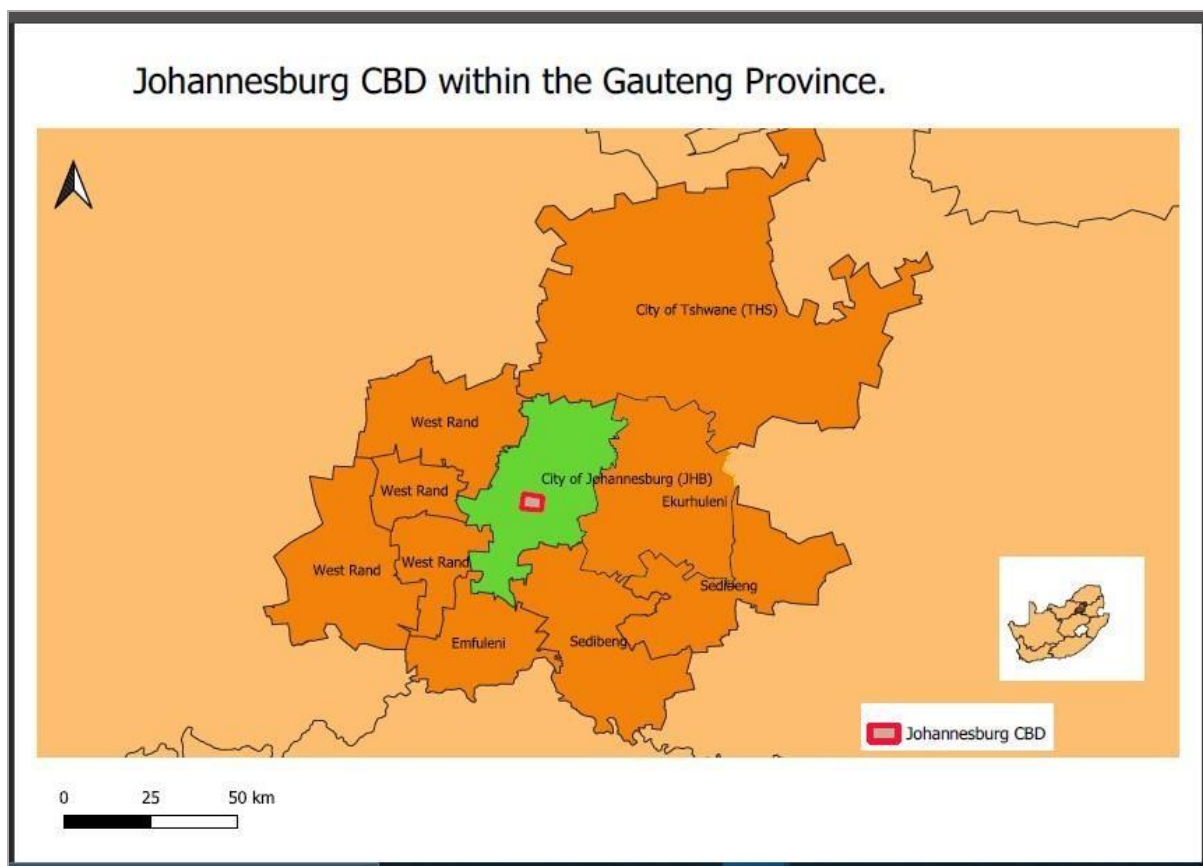 Johannesburg CBD within the Gauteng Province.
City of Tshwane (THS)
West Rand
City of Johannesburg (JHB)
West Rand
Ekurhuleni
West Rand
West Rand
Sedibeng
Emfuleni
Sedibeng
Johannesburg CBD
0 25 50 km